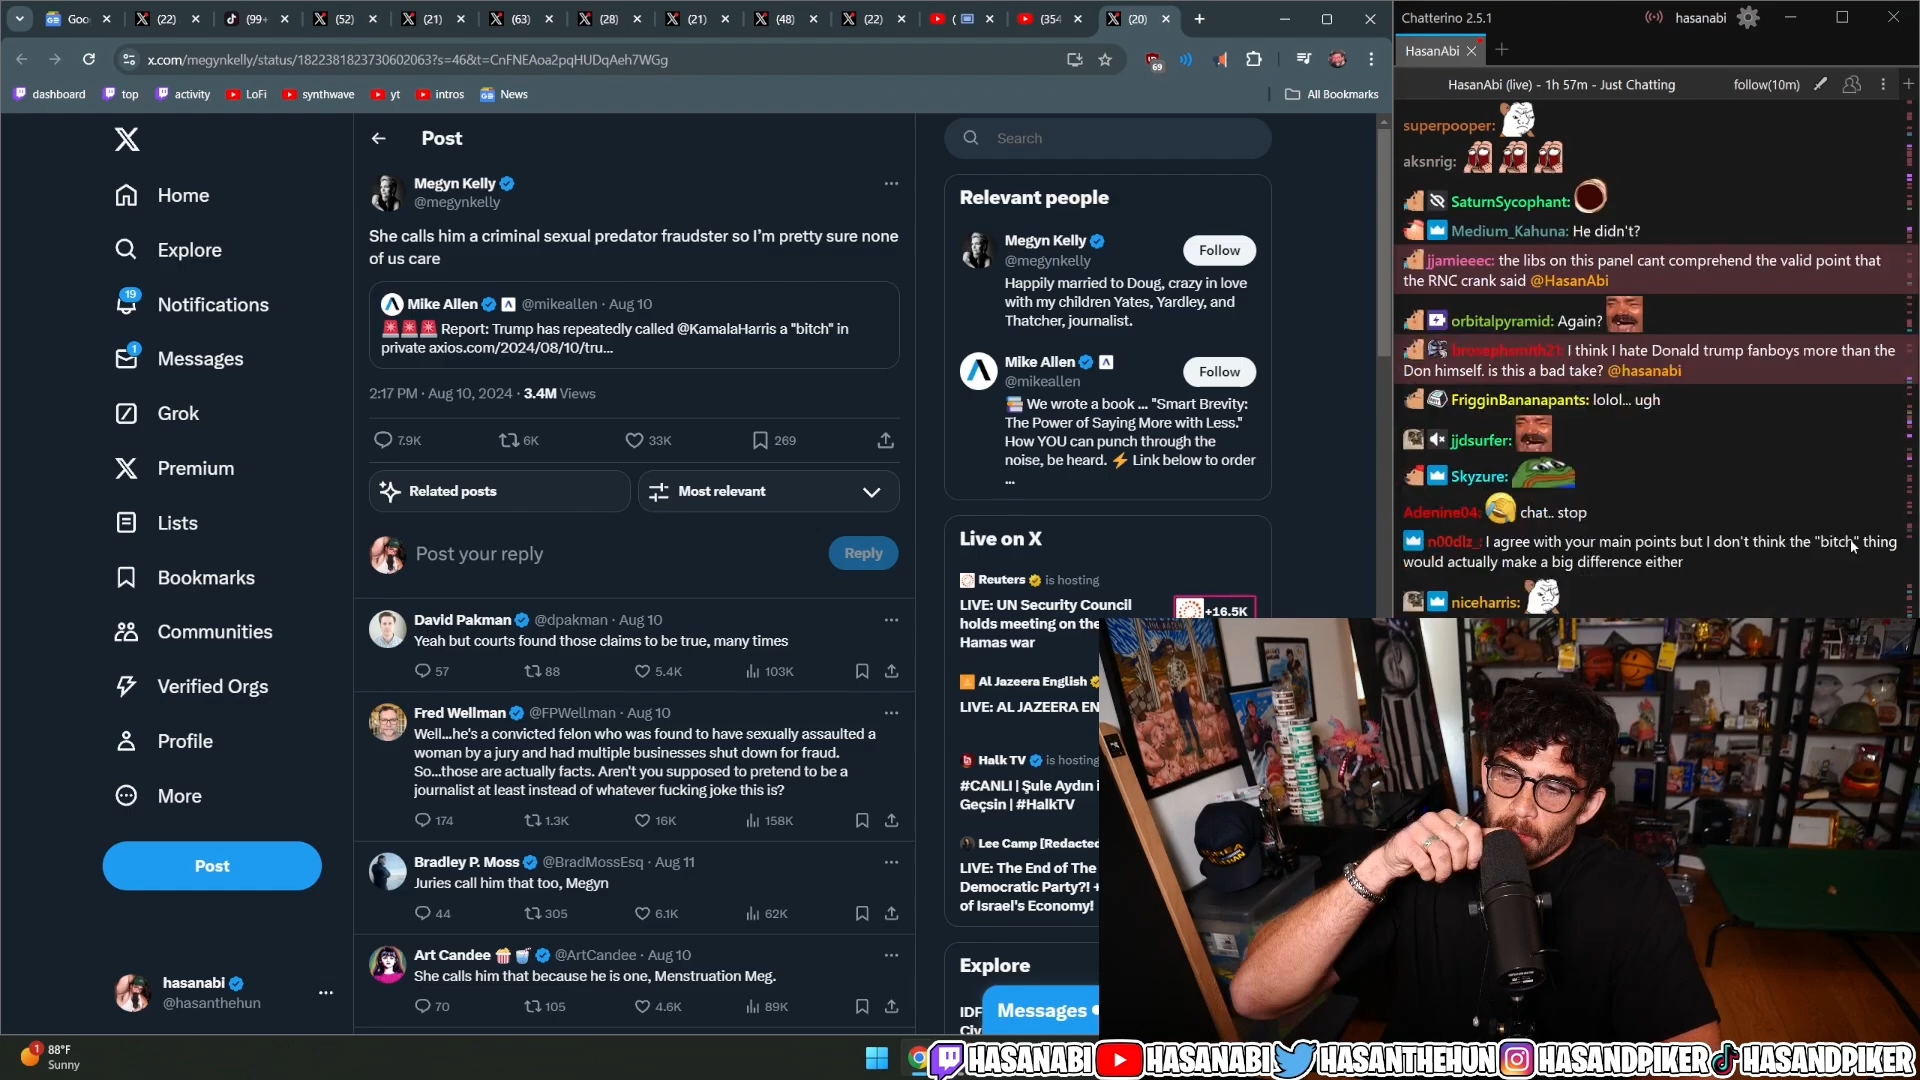 Goo
(22)
(99+
(52)
(21)
(63)
(28)
(21)
(48)
(22)
(354
(20)
x.com/megynkelly/status/1822381823730602063?s=46&t=CnFNEAoa2pqHUDqAeh7WGg
69
dashboard
top
activity
LoFi
synthwave
yt
intros
News
All Bookmarks
Home
Explore
19
Notifications
1
Messages
Grok
Premium
Lists
Bookmarks
Communities
Verified Orgs
Profile
More
Post
hasanabi
@hasanthehun
Post
Megyn Kelly
@megynkelly
She calls him a criminal sexual predator fraudster so I'm pretty sure none
of us care
Mike Allen @mikeallen · Aug 10
Report: Trump has repeatedly called @KamalaHarris a "bitch" in
private axios.com/2024/08/10/tru...
2:17 PM · Aug 10, 2024 · 3.4M Views
7.9K 6K 33K 269
Related posts
Most relevant
Post your reply
Reply
David Pakman @dpakman · Aug 10
Yeah but courts found those claims to be true, many times
57 88 5.4K 103K
Fred Wellman @FPWellman · Aug 10
Well...he's a convicted felon who was found to have sexually assaulted a
woman by a jury and had multiple businesses shut down for fraud.
So...those are actually facts. Aren't you supposed to pretend to be a
journalist at least instead of whatever fucking joke this is?
174 1.3K 16K 158K
Bradley P. Moss @BradMossEsq · Aug 11
Juries call him that too, Megyn
44 305 6.1K 62K
Art Candee 🍿🥤 @ArtCandee · Aug 10
She calls him that because he is one, Menstruation Meg.
70 105 4.6K 89K
Search
Relevant people
Megyn Kelly
@megynkelly
Follow
Happily married to Doug, crazy in love
with my children Yates, Yardley, and
Thatcher, journalist.
Mike Allen
@mikeallen
Follow
We wrote a book ... "Smart Brevity:
The Power of Saying More with Less."
How YOU can punch through the
noise, be heard. ⚡ Link below to order
...
Live on X
Reuters is hosting
LIVE: UN Security Council
holds meeting on the
Hamas war
+16.5K
Al Jazeera English
LIVE: AL JAZEERA EN
Halk TV is hosting
#CANLI | Şule Aydın i
Geçsin | #HalkTV
Lee Camp [Redacted
LIVE: The End of The
Democratic Party?! +
of Israel's Economy!
Explore
IDF
Messages
Chatterino 2.5.1
hasanabi
HasanAbi
HasanAbi (live) - 1h 57m - Just Chatting
follow(10m)
superpooper:
aksnrig:
SaturnSycophant:
Medium_Kahuna: He didn't?
jjamieeec: the libs on this panel cant comprehend the valid point that
the RNC crank said @HasanAbi
orbitalpyramid: Again?
brosephsmith21: I think I hate Donald trump fanboys more than the
Don himself. is this a bad take? @hasanabi
FrigginBananapants: lolol... ugh
jjdsurfer:
Skyzure:
Adenine04: chat.. stop
n00dlz_: I agree with your main points but I don't think the "bitch" thing
would actually make a big difference either
niceharris:
1
88°F
Sunny
HASANABI HASANABI HASANTHEHUN HASANDPIKER HASANDPIKER